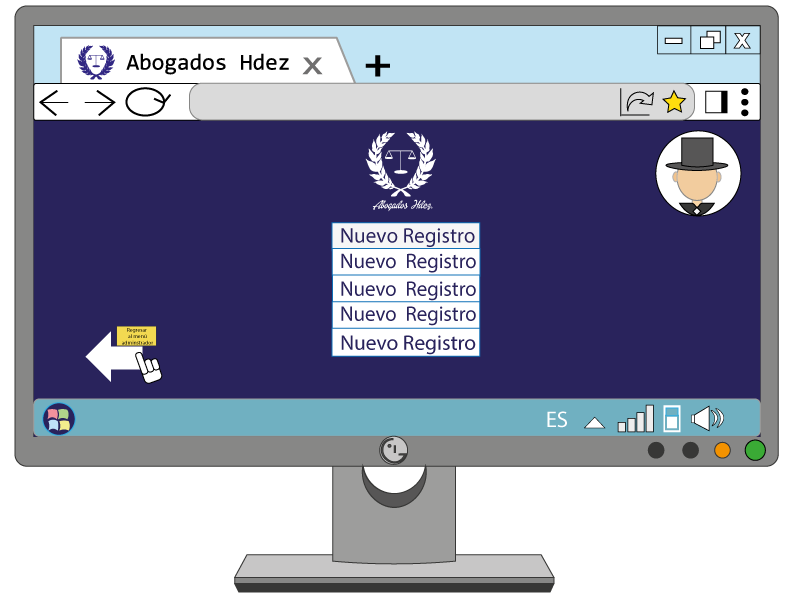 Abogados Hdez X
X
Abogados Hdez.
Nuevo Registro
Nuevo Registro
Nuevo Registro
Nuevo Registro
Nuevo Registro
Regresar
al menú
administrador
ES